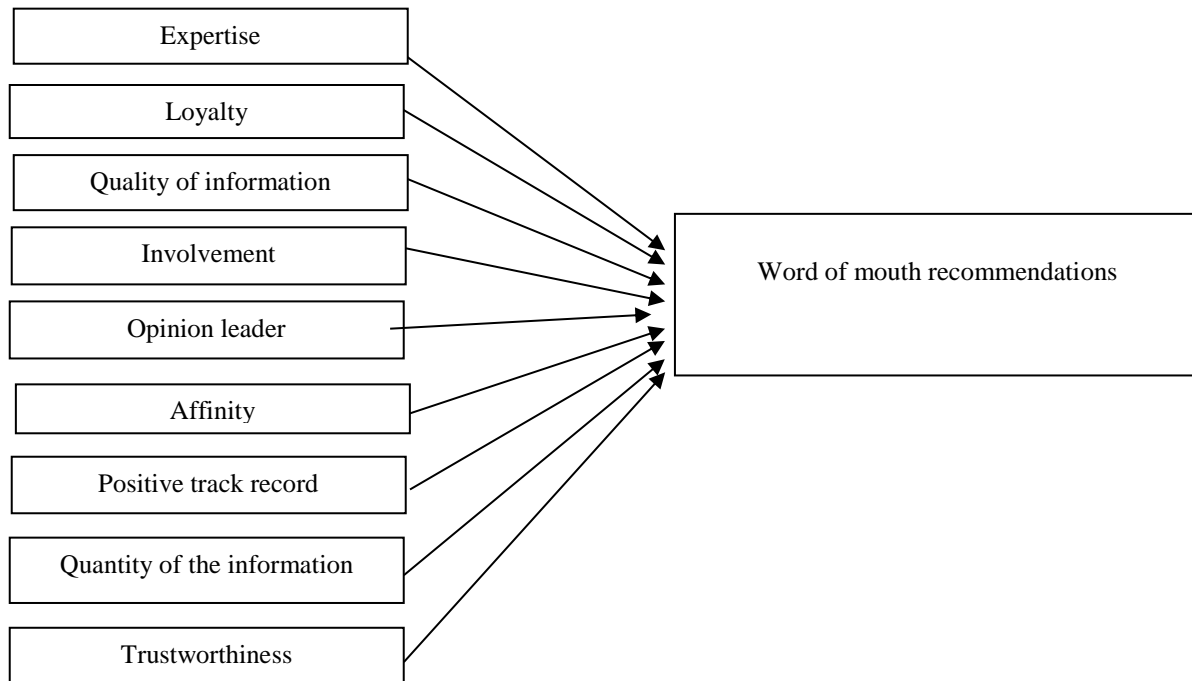 Expertise
Loyalty
Quality of information
Involvement
Opinion leader
Affinity
Positive track record
Quantity of the information
Trustworthiness
Word of mouth recommendations